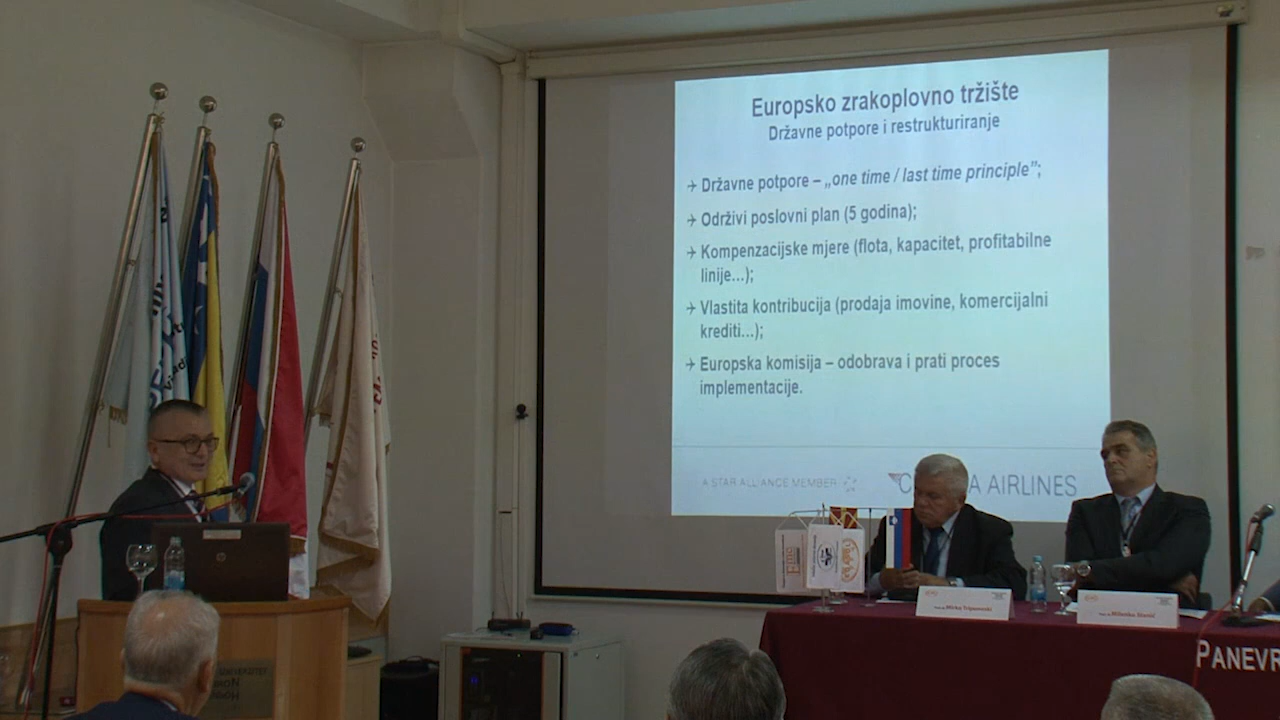 Europsko zrakoplovno tržište
Državne potpore i restrukturiranje
Državne potpore – „one time / last time principle”;
Održivi poslovni plan (5 godina);
Kompenzacijske mjere (flota, kapacitet, profitabilne
linije...);
Vlastita kontribucija (prodaja imovine, komercijalni
krediti...);
Europska komisija – odobrava i prati proces
implementacije.
A STAR ALLIANCE MEMBER
C A AIRLINES
PANEVR